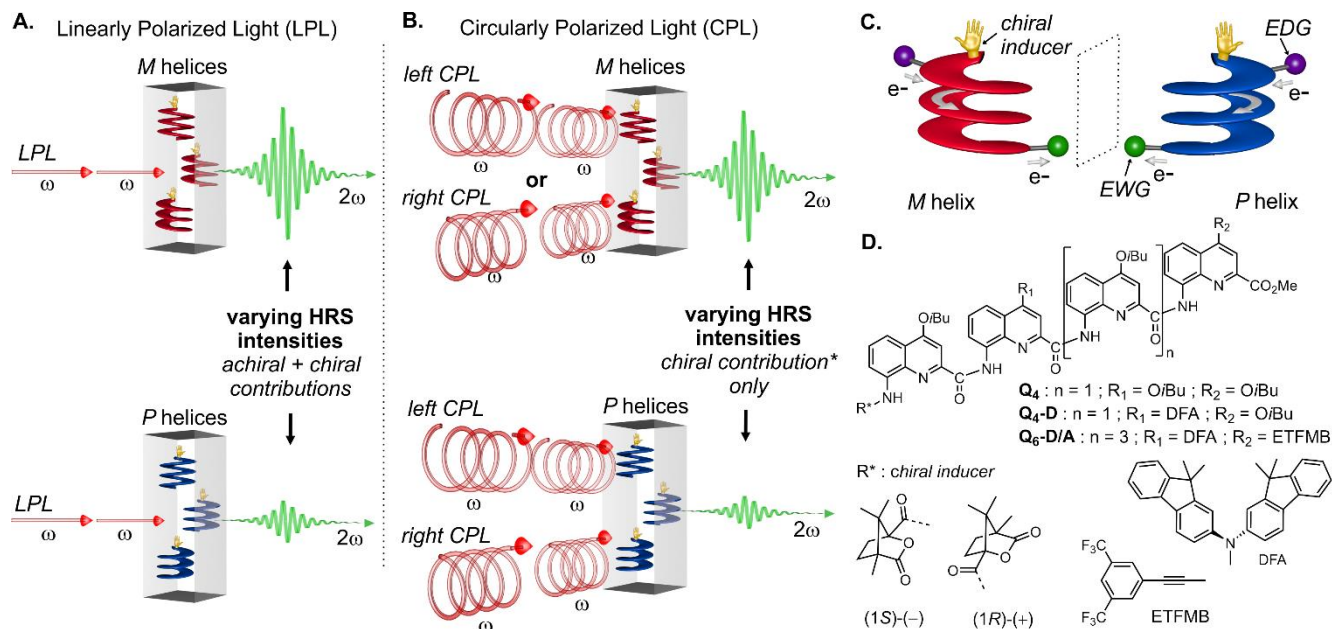 A.
Linearly Polarized Light (LPL)
M helices
LPL
ω
ω
2ω
varying HRS
intensities
achiral + chiral
contributions
P helices
LPL
ω
ω
2ω
B.
Circularly Polarized Light (CPL)
left CPL
M helices
ω
ω
or
right CPL
ω
ω
2ω
varying HRS
intensities
chiral contribution*
only
left CPL
P helices
ω
ω
right CPL
ω
ω
2ω
C.
chiral
inducer
EDG
e-
e-
e-
e-
EWG
M helix
P helix
D.
OiBu
R1
OiBu
R2
N
N
N
N
CO2Me
NH
C
O
NH
C
O
NH
C
O
NH
R*
n
Q4 : n = 1 ; R1 = OiBu ; R2 = OiBu
Q4-D : n = 1 ; R1 = DFA ; R2 = OiBu
Q6-D/A : n = 3 ; R1 = DFA ; R2 = ETFMB
R* : chiral inducer
O
O
O
(1S)-(−)
O
O
O
(1R)-(+)
N
DFA
F3C
CF3
ETFMB